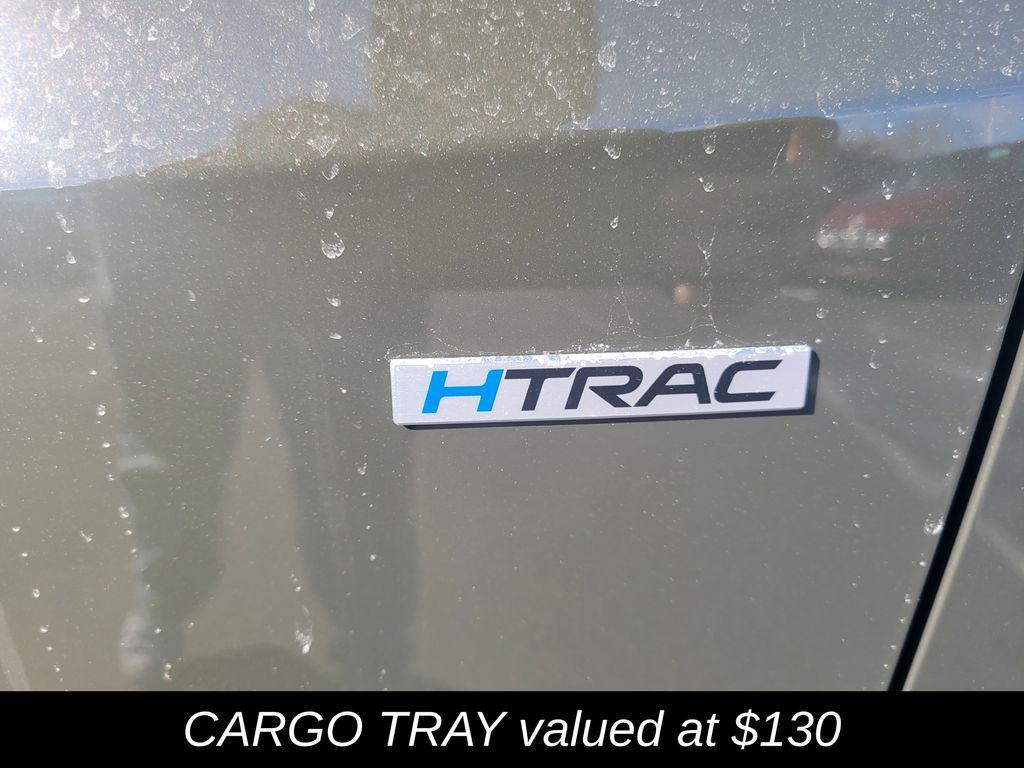 HTRAC
CARGO TRAY valued at $130